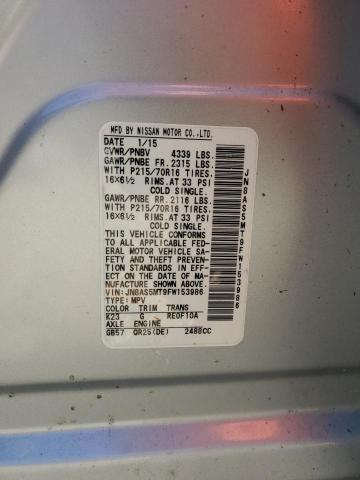 MFD BY NISSAN MOTOR CO.,LTD.
DATE 1/15
GVWR/PNBV 4339 LBS.
GAWR/PNBE FR. 2315 LBS.
WITH P215/70R16 TIRES,
16X6½ RIMS.AT 33 PSI
COLD SINGLE.
GAWR/PNBE RR. 2116 LBS.
WITH P215/70R16 TIRES,
16X6½ RIMS.AT 33 PSI
COLD SINGLE.
THIS VEHICLE CONFORMS T
O ALL APPLICABLE FED
ERAL MOTOR VEHICLE SA-
FETY AND THEFT PREV-
ENTION STANDARDS IN EFF-
ECT ON THE DATE OF MA-
NUFACTURE SHOWN ABOVE.
VIN:JN8AS5MT9FW153986
TYPE: MPV
COLOR TRIM TRANS
K23 G RE0F10A
AXLE ENGINE
GB57 QR25(DE) 2488CC
JN8AS5MT9FW153986